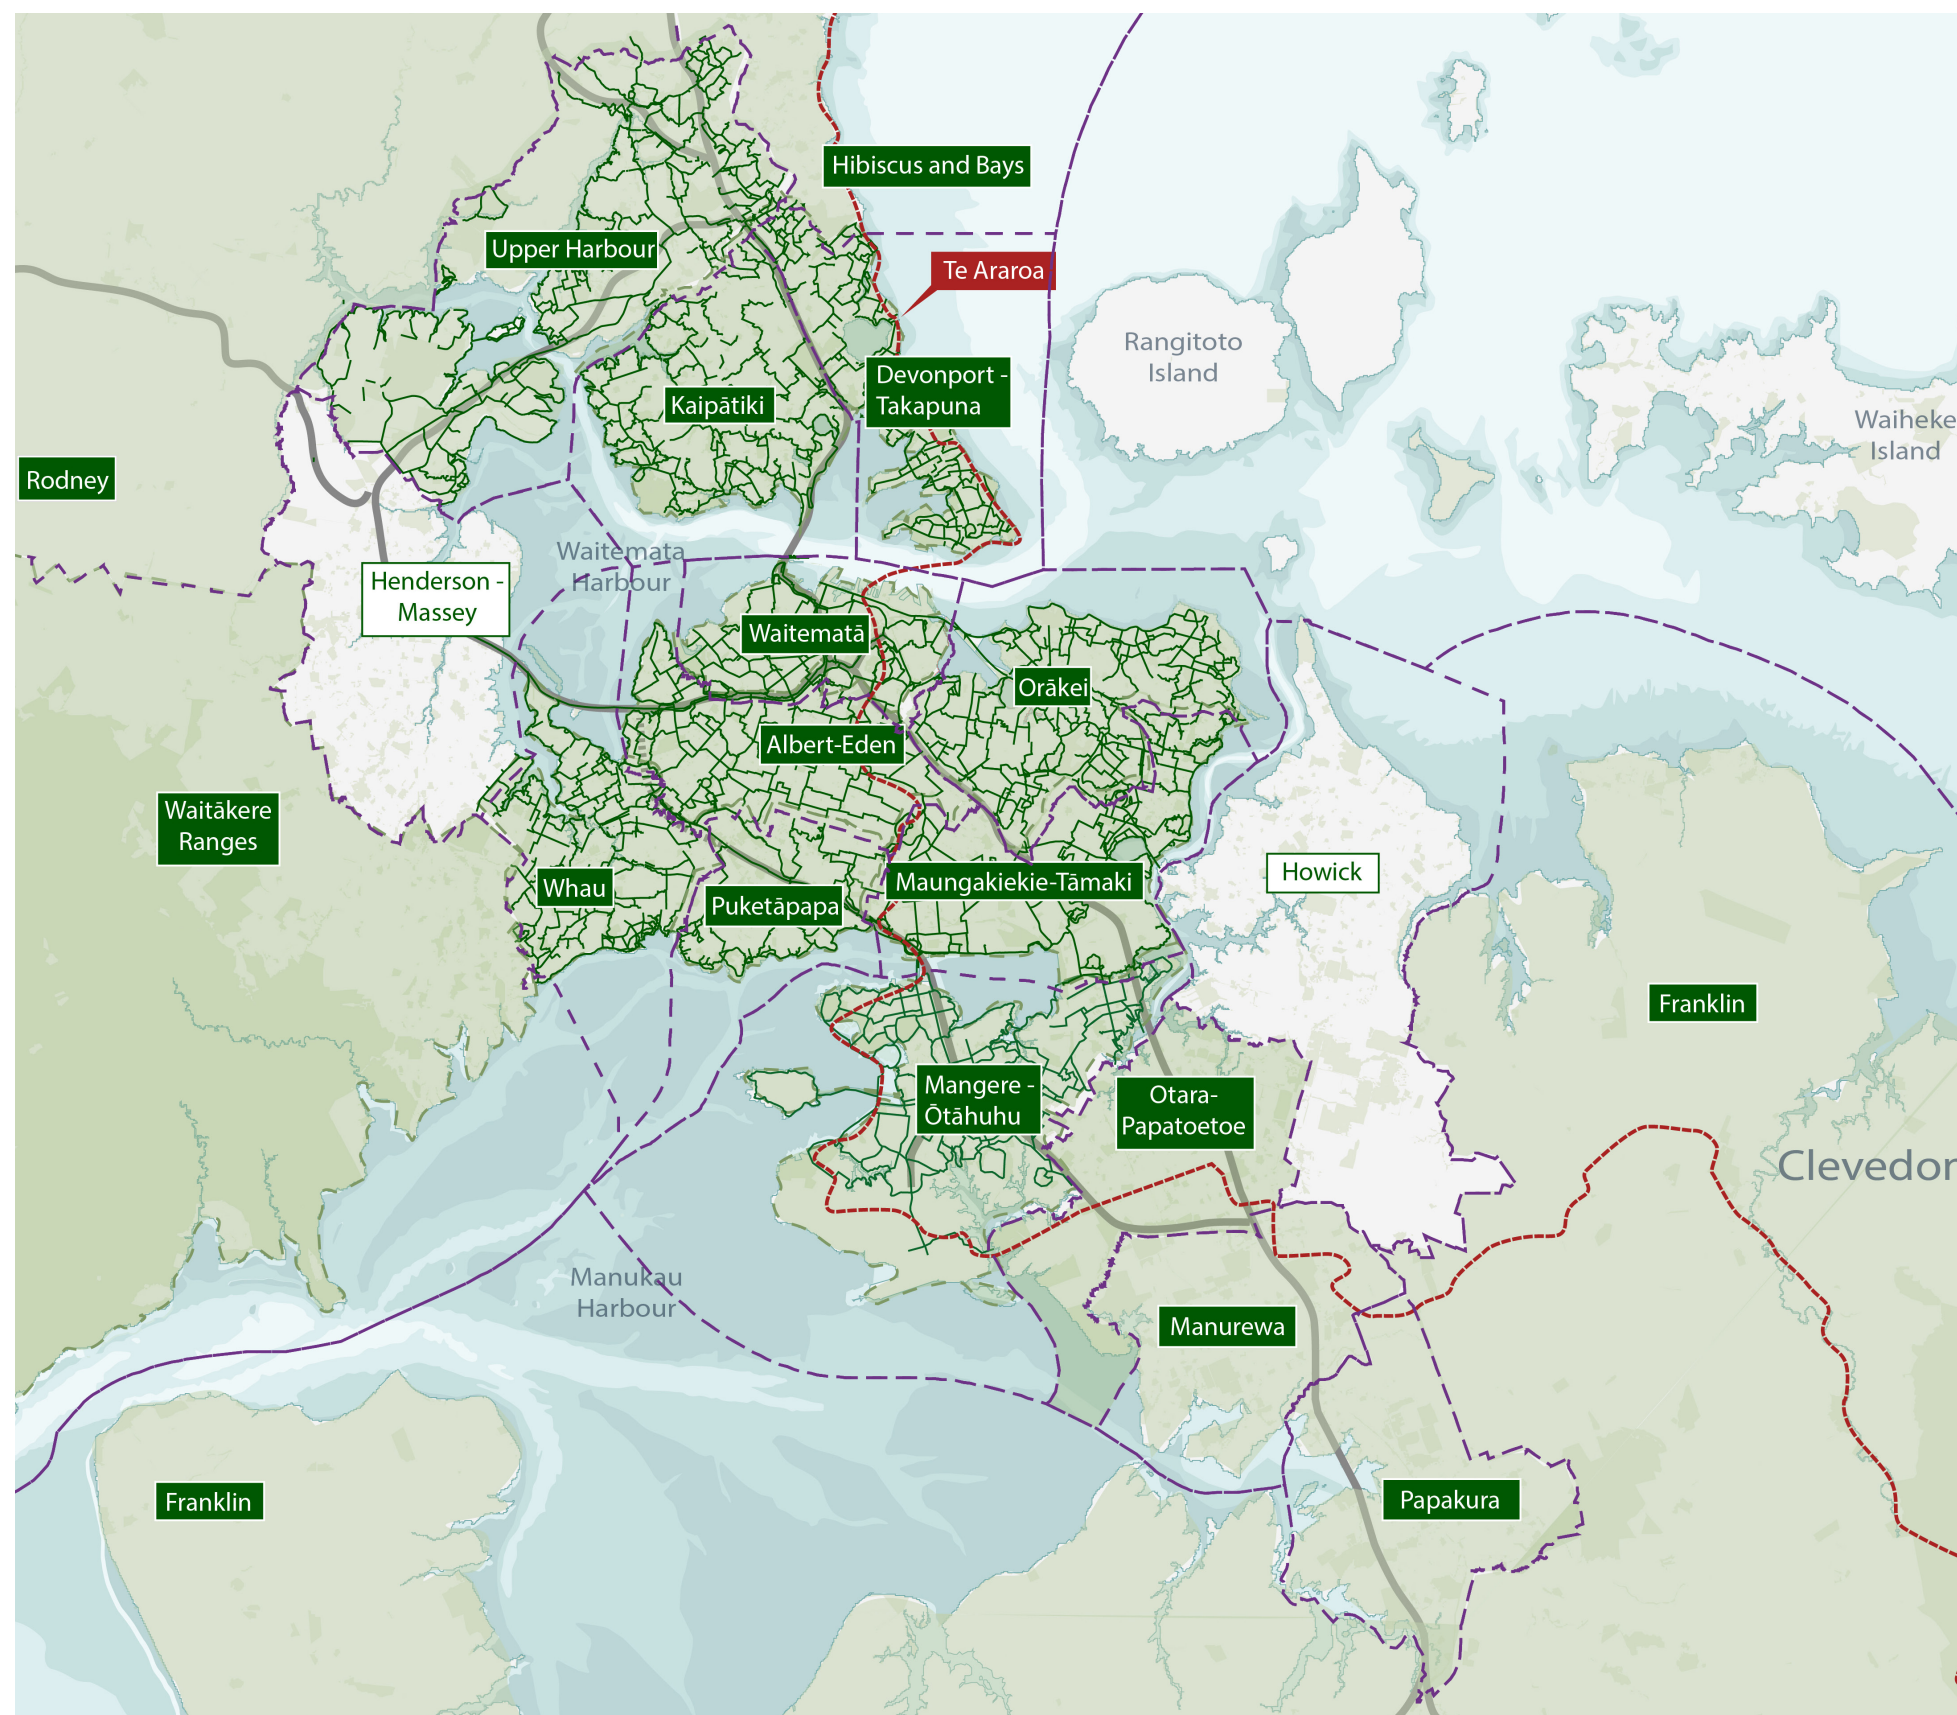 Hibiscus and Bays
Upper Harbour
Te Araroa
Rangitoto
Island
Devonport -
Takapuna
Kaipātiki
Waiheke
Island
Rodney
Waitemata
Harbour
Henderson -
Massey
Waitematā
Orākei
Albert-Eden
Waitākere
Ranges
Whau
Puketāpapa
Maungakiekie-Tāmaki
Howick
Franklin
Mangere -
Ōtāhuhu
Otara-
Papatoetoe
Clevedor
Manukau
Harbour
Manurewa
Franklin
Papakura